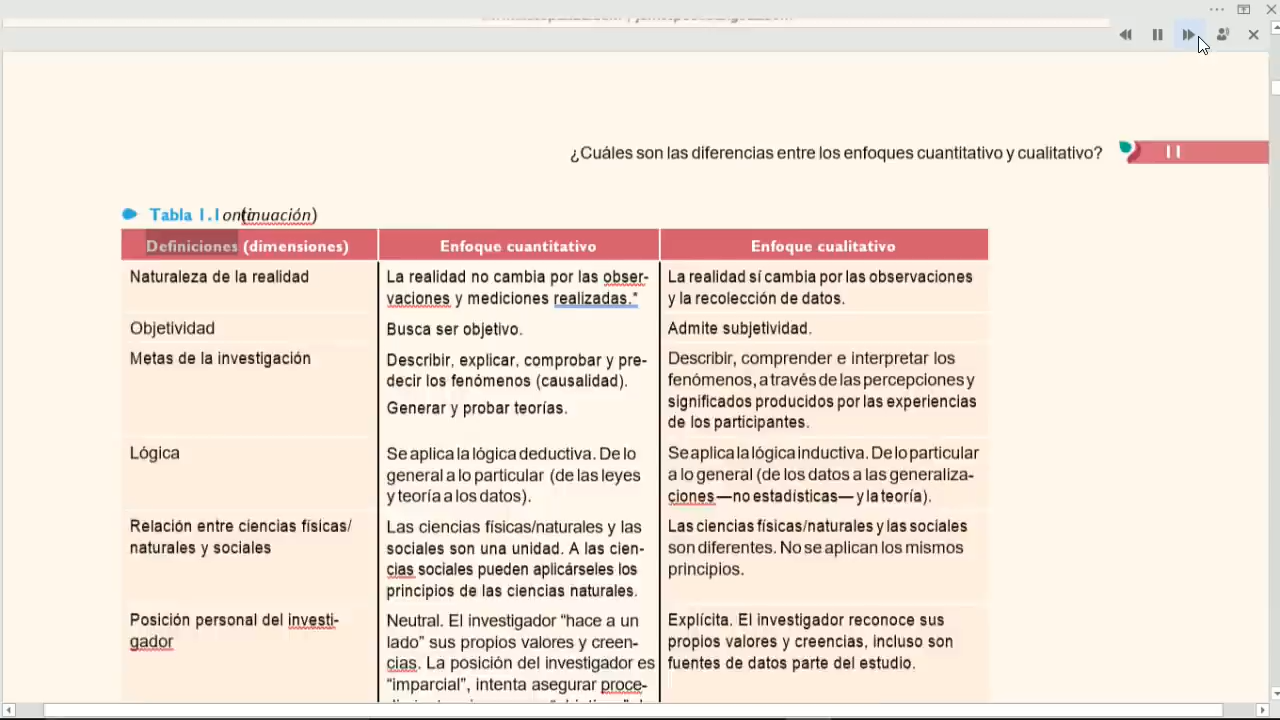 ¿Cuáles son las diferencias entre los enfoques cuantitativo y cualitativo?
11
Tabla 1.1 (ontinuación)
Definiciones (dimensiones)
Enfoque cuantitativo
Enfoque cualitativo
Naturaleza de la realidad
La realidad no cambia por las obser-
vaciones y mediciones realizadas.*
La realidad sí cambia por las observaciones
y la recolección de datos.
Objetividad
Busca ser objetivo.
Admite subjetividad.
Metas de la investigación
Describir, explicar, comprobar y pre-
decir los fenómenos (causalidad).
Generar y probar teorías.
Describir, comprender e interpretar los
fenómenos, a través de las percepciones y
significados producidos por las experiencias
de los participantes.
Lógica
Se aplica la lógica deductiva. De lo
general a lo particular (de las leyes
y teoría a los datos).
Se aplica la lógica inductiva. De lo particular
a lo general (de los datos a las generaliza-
ciones —no estadísticas— y la teoría).
Relación entre ciencias físicas/
naturales y sociales
Las ciencias físicas/naturales y las
sociales son una unidad. A las cien-
cias sociales pueden aplicárseles los
principios de las ciencias naturales.
Las ciencias físicas/naturales y las sociales
son diferentes. No se aplican los mismos
principios.
Posición personal del investi-
gador
Neutral. El investigador “hace a un
lado” sus propios valores y creen-
cias. La posición del investigador es
“imparcial”, intenta asegurar proce-
Explícita. El investigador reconoce sus
propios valores y creencias, incluso son
fuentes de datos parte del estudio.